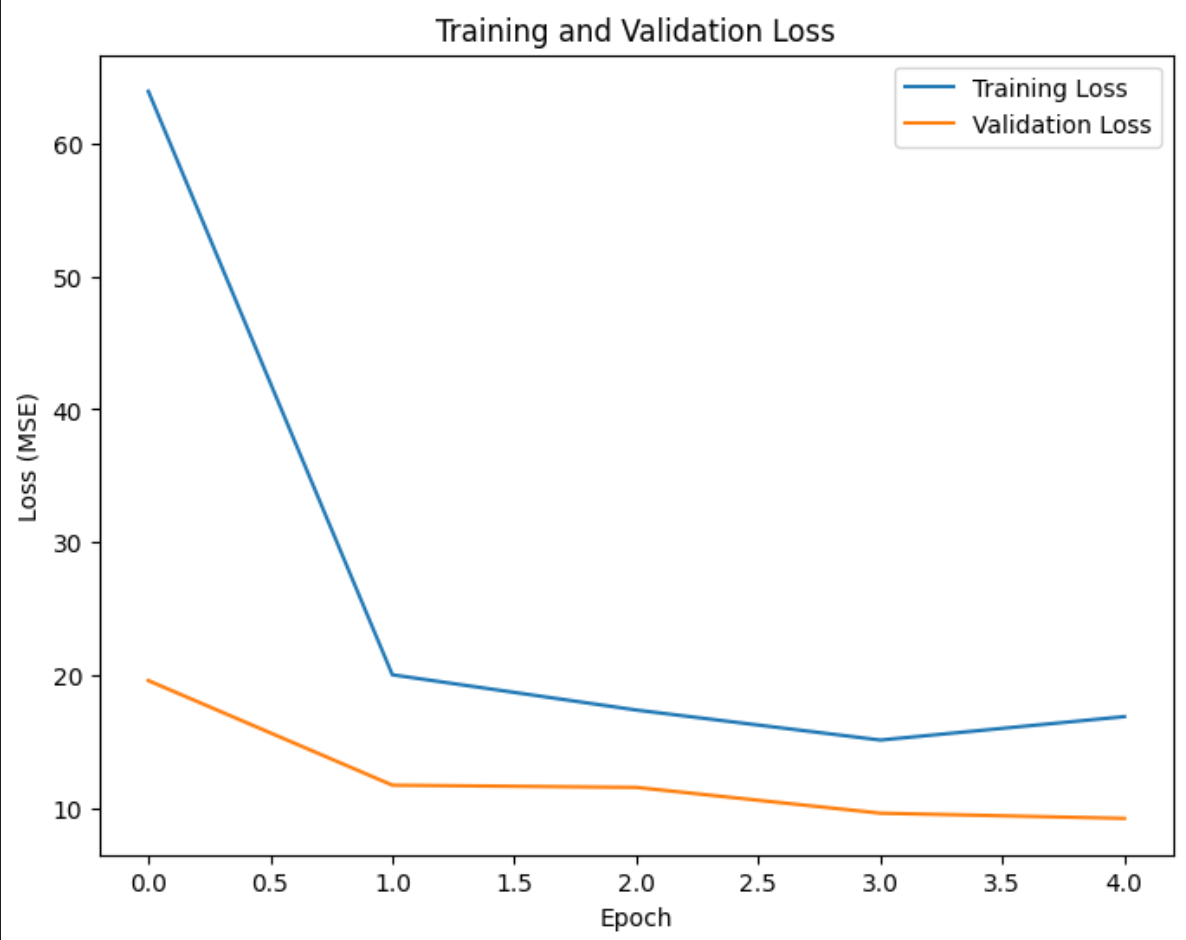 Training and Validation Loss
Training Loss
Validation Loss
60
50
40
30
20
10
Loss (MSE)
0.0 0.5 1.0 1.5 2.0 2.5 3.0 3.5 4.0
Epoch